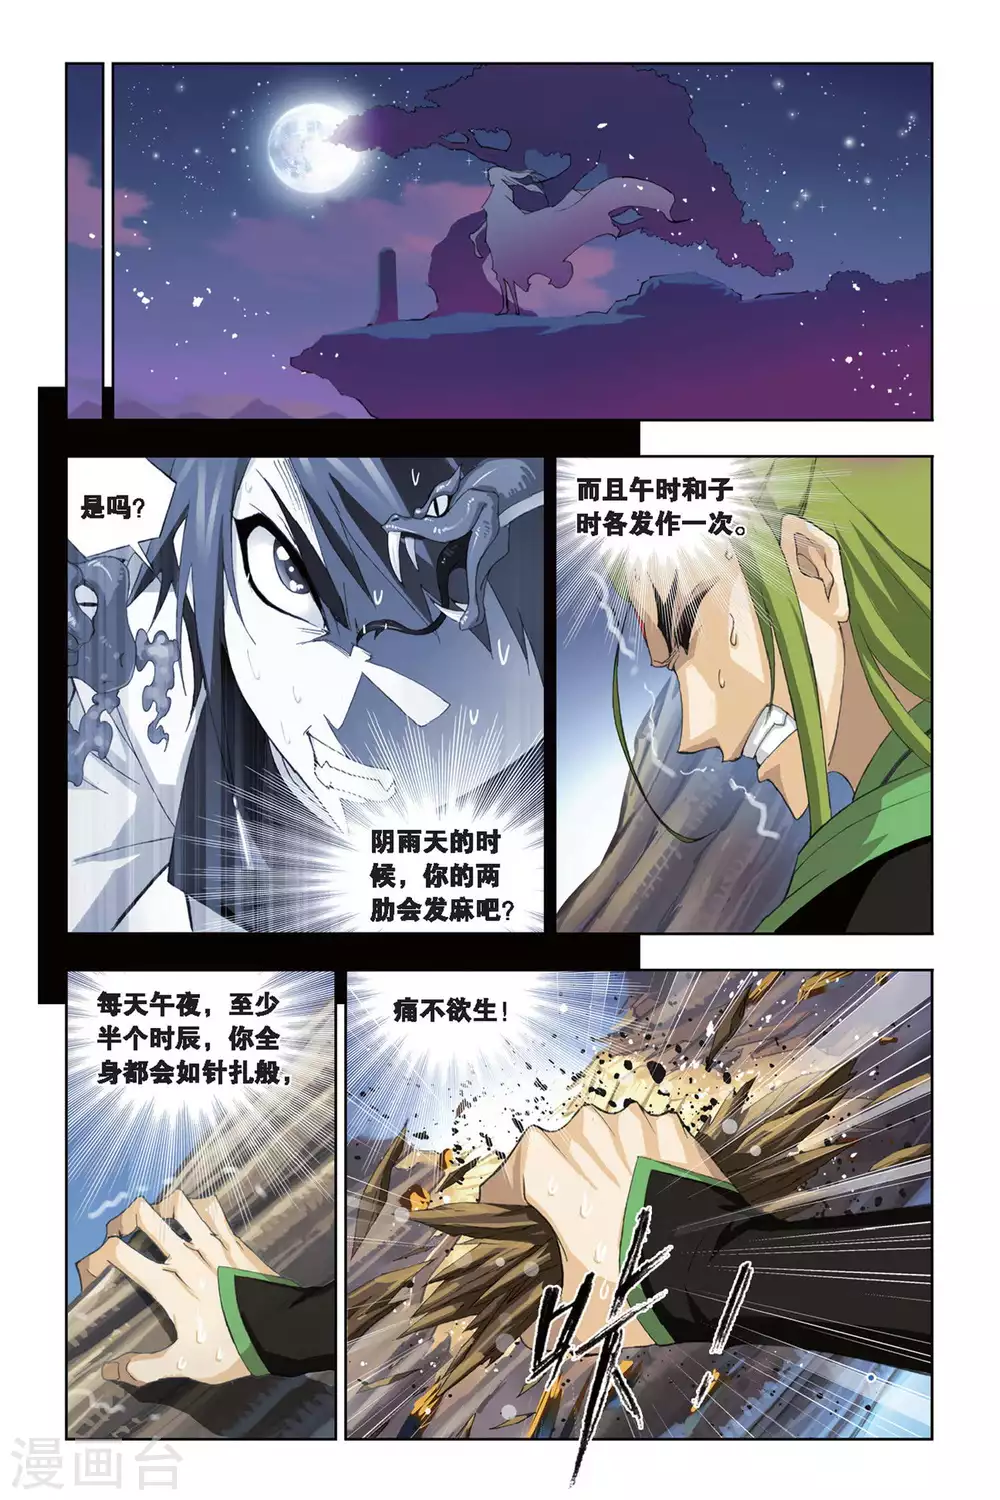 是吗?
阴雨天的时
候，你的两
肋会发麻吧?
而且午时和子
时各发作一次。
每天午夜，至少
半个时辰，你全
身都会如针扎般，
痛不欲生!
咔!
漫画台